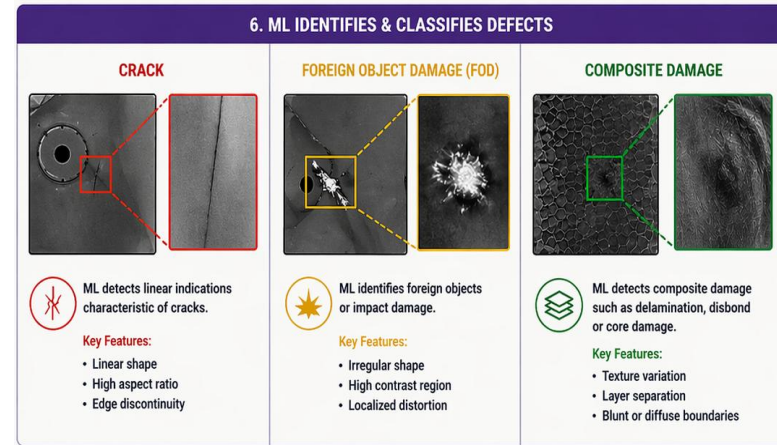 6. ML IDENTIFIES & CLASSIFIES DEFECTS
CRACK
ML detects linear indications
characteristic of cracks.
Key Features:
• Linear shape
• High aspect ratio
• Edge discontinuity
FOREIGN OBJECT DAMAGE (FOD)
ML identifies foreign objects
or impact damage.
Key Features:
• Irregular shape
• High contrast region
• Localized distortion
COMPOSITE DAMAGE
ML detects composite damage
such as delamination, disbond
or core damage.
Key Features:
• Texture variation
• Layer separation
• Blunt or diffuse boundaries